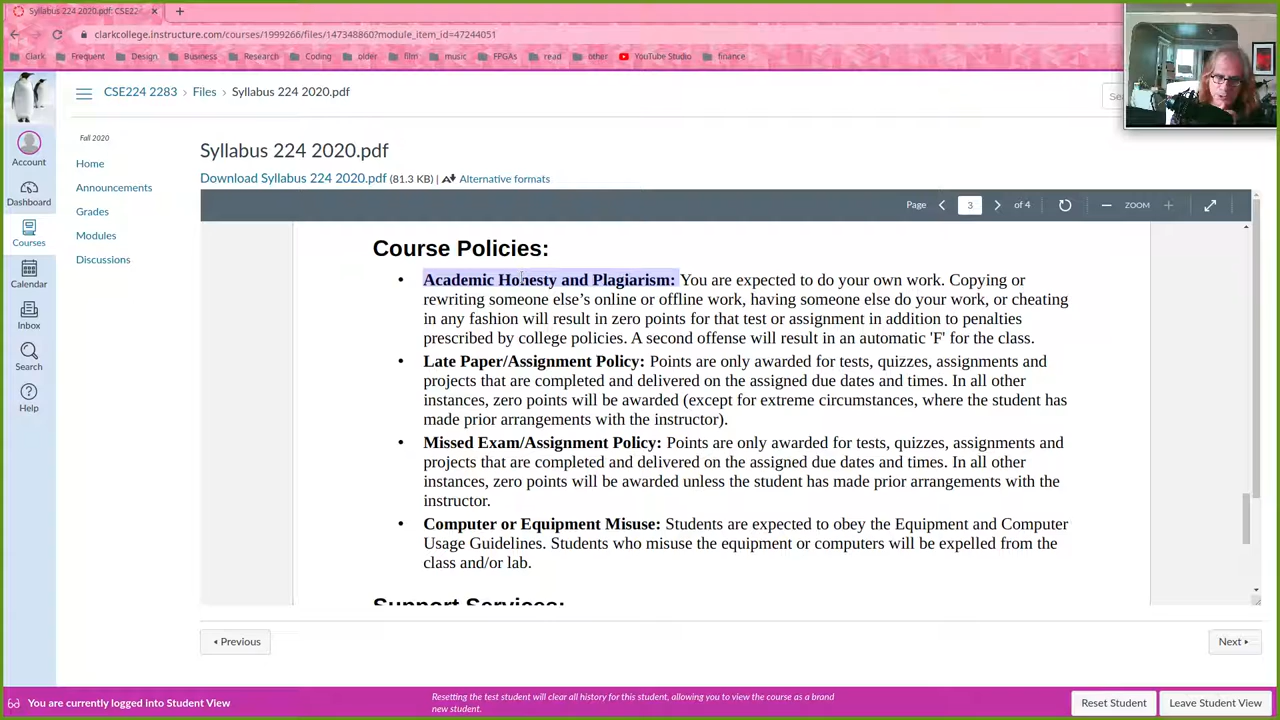 Syllabus 224 2020.pdf: CSE22
clarkcollege.instructure.com/courses/1999266/files/147348860?module_item_id=47244051
Clark Frequent Design Business Research Coding older film music FPGAs read other YouTube Studio finance
CSE224 2283 › Files › Syllabus 224 2020.pdf
Fall 2020
Account
Dashboard
Courses
Calendar
Inbox
Search
Help
Home
Announcements
Grades
Modules
Discussions
Syllabus 224 2020.pdf
Download Syllabus 224 2020.pdf (81.3 KB) | Alternative formats
Page 3 of 4 ZOOM
Course Policies:
• Academic Honesty and Plagiarism: You are expected to do your own work. Copying or
rewriting someone else’s online or offline work, having someone else do your work, or cheating
in any fashion will result in zero points for that test or assignment in addition to penalties
prescribed by college policies. A second offense will result in an automatic 'F' for the class.
• Late Paper/Assignment Policy: Points are only awarded for tests, quizzes, assignments and
projects that are completed and delivered on the assigned due dates and times. In all other
instances, zero points will be awarded (except for extreme circumstances, where the student has
made prior arrangements with the instructor).
• Missed Exam/Assignment Policy: Points are only awarded for tests, quizzes, assignments and
projects that are completed and delivered on the assigned due dates and times. In all other
instances, zero points will be awarded unless the student has made prior arrangements with the
instructor.
• Computer or Equipment Misuse: Students are expected to obey the Equipment and Computer
Usage Guidelines. Students who misuse the equipment or computers will be expelled from the
class and/or lab.
Support Services:
Previous
Next
You are currently logged into Student View
Resetting the test student will clear all history for this student, allowing you to view the course as a brand
new student.
Reset Student
Leave Student View